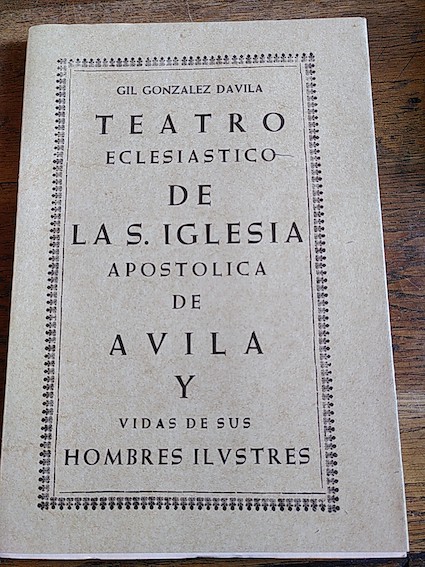 GIL GONZALEZ DAVILA
TEATRO
ECLESIASTICO
DE
LA S. IGLESIA
APOSTOLICA
DE
AVILA
Y
VIDAS DE SUS
HOMBRES ILVSTRES